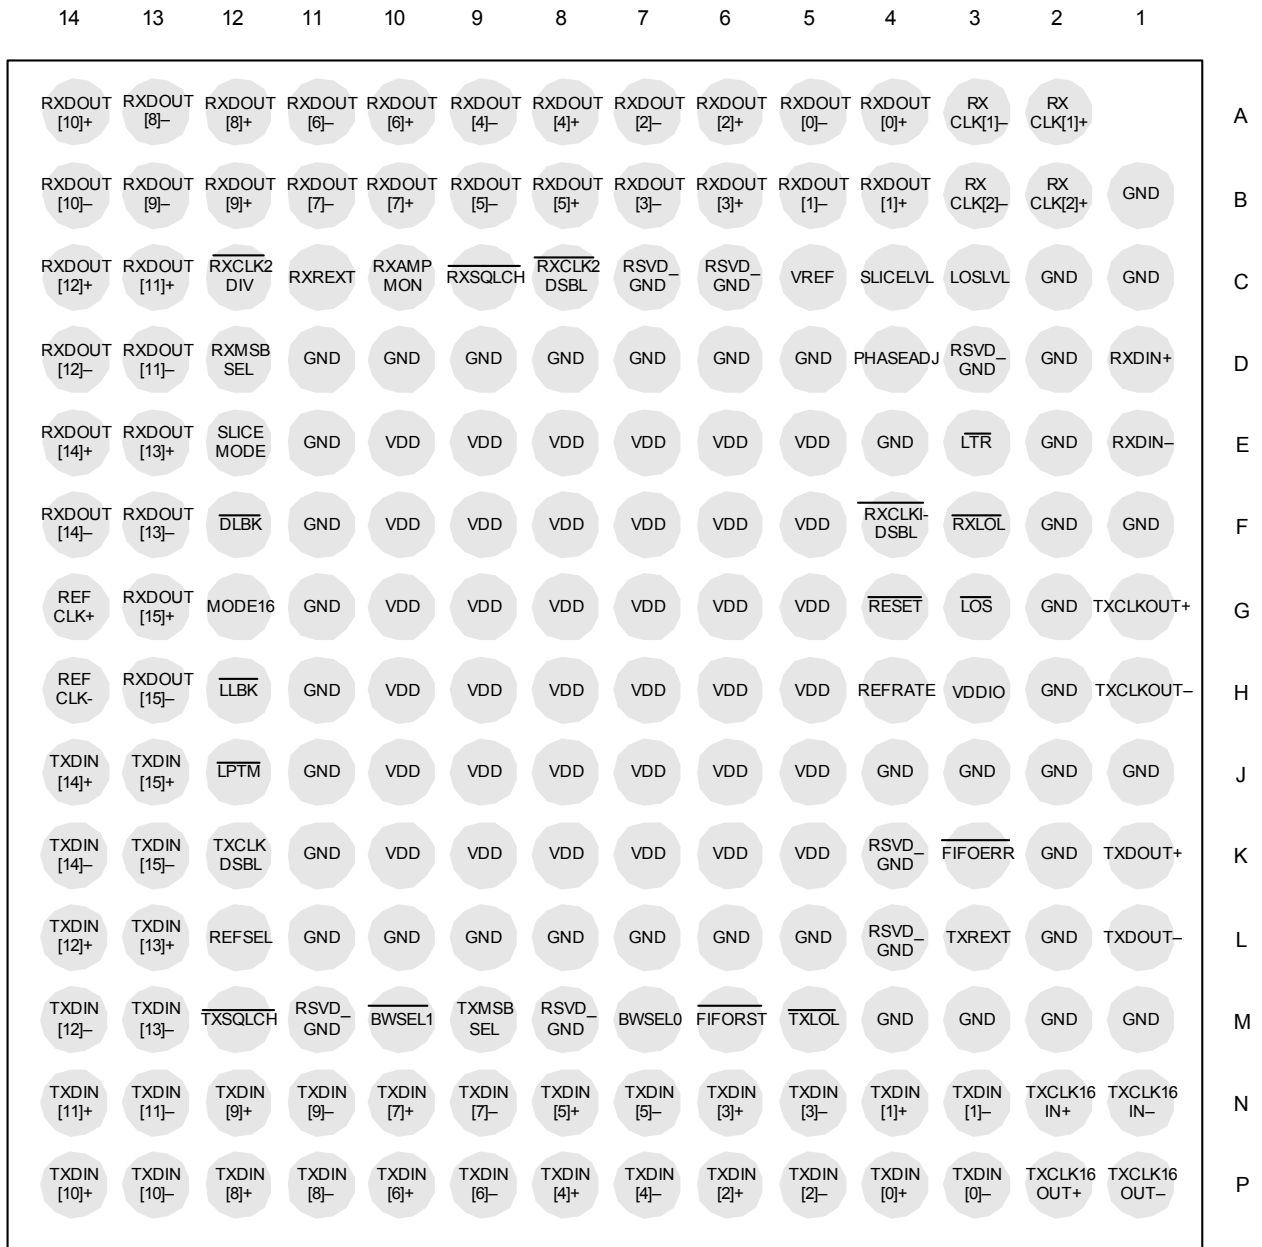 14 13 12 11 10 9 8 7 6 5 4 3 2 1
RXDOUT RXDOUT RXDOUT RXDOUT RXDOUT RXDOUT RXDOUT RXDOUT RXDOUT RXDOUT RXDOUT RX RX
[10]+ [8]– [8]+ [6]– [6]+ [4]– [4]+ [2]– [2]+ [0]– [0]+ CLK[1]– CLK[1]+ A
RXDOUT RXDOUT RXDOUT RXDOUT RXDOUT RXDOUT RXDOUT RXDOUT RXDOUT RXDOUT RXDOUT RX RX GND B
[10]– [9]– [9]+ [7]– [7]+ [5]– [5]+ [3]– [3]+ [1]– [1]+ CLK[2]– CLK[2]+
RXDOUT RXDOUT RXCLK2 RXREXT RXAMP RXSQLCH RXCLK2 RSVD_ RSVD_ VREF SLICELVL LOSLVL GND GND C
[12]+ [11]+ DIV MON DSBL GND GND
RXDOUT RXDOUT RXMSB GND GND GND GND GND GND GND PHASEADJ RSVD_ GND RXDIN+ D
[12]– [11]– SEL GND
RXDOUT RXDOUT SLICE GND VDD VDD VDD VDD VDD VDD GND LTR GND RXDIN– E
[14]+ [13]+ MODE
RXDOUT RXDOUT DLBK GND VDD VDD VDD VDD VDD VDD RXCLKI- RXLOL GND GND F
[14]– [13]– DSBL
REF RXDOUT MODE16 GND VDD VDD VDD VDD VDD VDD RESET LOS GND TXCLKOUT+ G
CLK+ [15]+
REF RXDOUT LLBK GND VDD VDD VDD VDD VDD VDD REFRATE VDDIO GND TXCLKOUT– H
CLK- [15]–
TXDIN TXDIN LPTM GND VDD VDD VDD VDD VDD VDD GND GND GND GND J
[14]+ [15]+
TXDIN TXDIN TXCLK GND VDD VDD VDD VDD VDD VDD RSVD_ FIFOERR GND TXDOUT+ K
[14]– [15]– DSBL GND
TXDIN TXDIN REFSEL GND GND GND GND GND GND GND RSVD_ TXREXT GND TXDOUT– L
[12]+ [13]+ GND
TXDIN TXDIN TXSQLCH RSVD_ BWSEL1 TXMSB RSVD_ BWSEL0 FIFORST TXLOL GND GND GND GND M
[12]– [13]– GND SEL GND
TXDIN TXDIN TXDIN TXDIN TXDIN TXDIN TXDIN TXDIN TXDIN TXDIN TXDIN TXDIN TXCLK16 TXCLK16 N
[11]+ [11]– [9]+ [9]– [7]+ [7]– [5]+ [5]– [3]+ [3]– [1]+ [1]– IN+ IN–
TXDIN TXDIN TXDIN TXDIN TXDIN TXDIN TXDIN TXDIN TXDIN TXDIN TXDIN TXDIN TXCLK16 TXCLK16 P
[10]+ [10]– [8]+ [8]– [6]+ [6]– [4]+ [4]– [2]+ [2]– [0]+ [0]– OUT+ OUT–